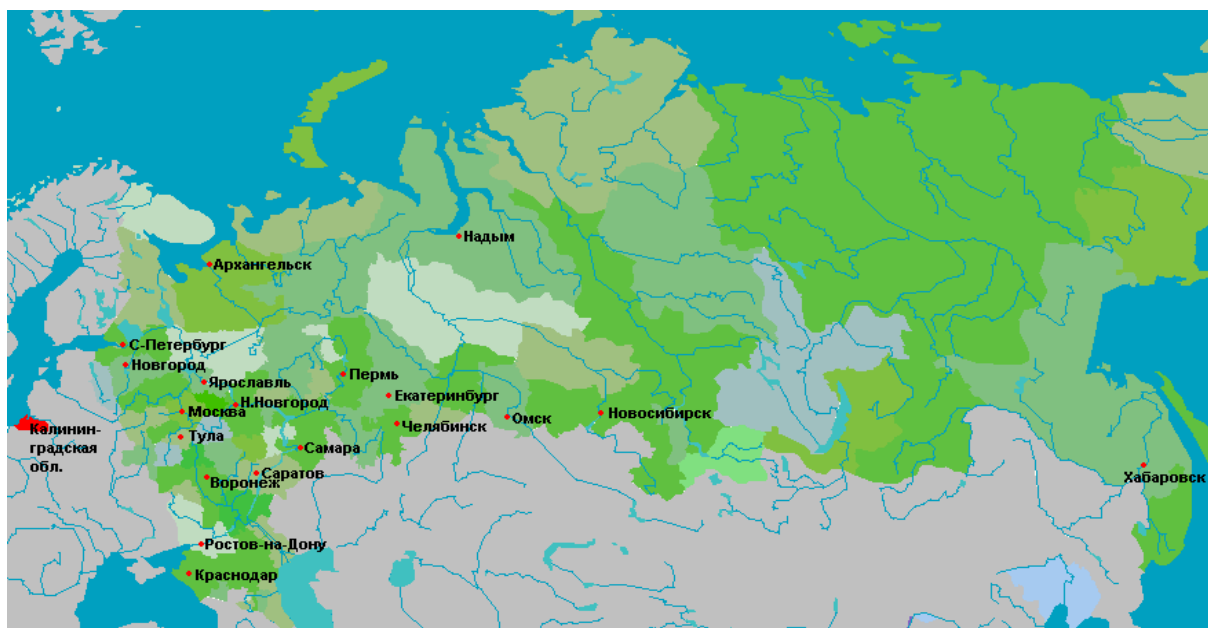 Надым
Архангельск
С-Петербург
Новгород
Ярославль
Пермь
Н.Новгород
Екатеринбург
Москва
Омск
Новосибирск
Калинин-
градская
обл.
Челябинск
Тула
Самара
Саратов
Воронеж
Хабаровск
Ростов-на-Дону
Краснодар